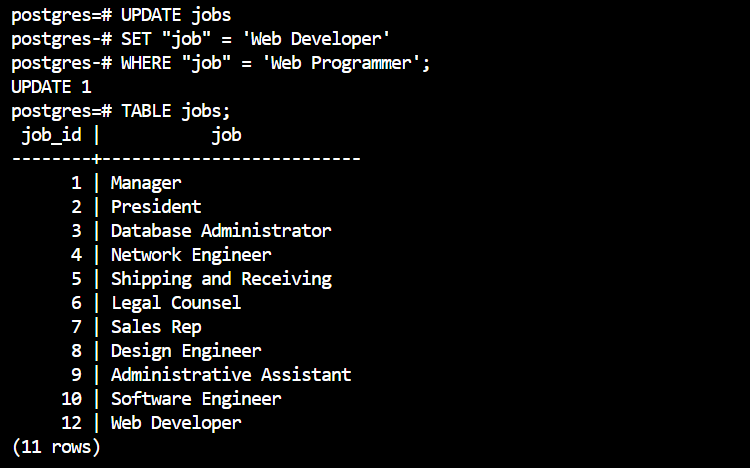 postgres=# UPDATE jobs
postgres-# SET "job" = 'Web Developer'
postgres-# WHERE "job" = 'Web Programmer';
UPDATE 1
postgres=# TABLE jobs;
 job_id |           job
--------+--------------------------
      1 | Manager
      2 | President
      3 | Database Administrator
      4 | Network Engineer
      5 | Shipping and Receiving
      6 | Legal Counsel
      7 | Sales Rep
      8 | Design Engineer
      9 | Administrative Assistant
     10 | Software Engineer
     12 | Web Developer
(11 rows)